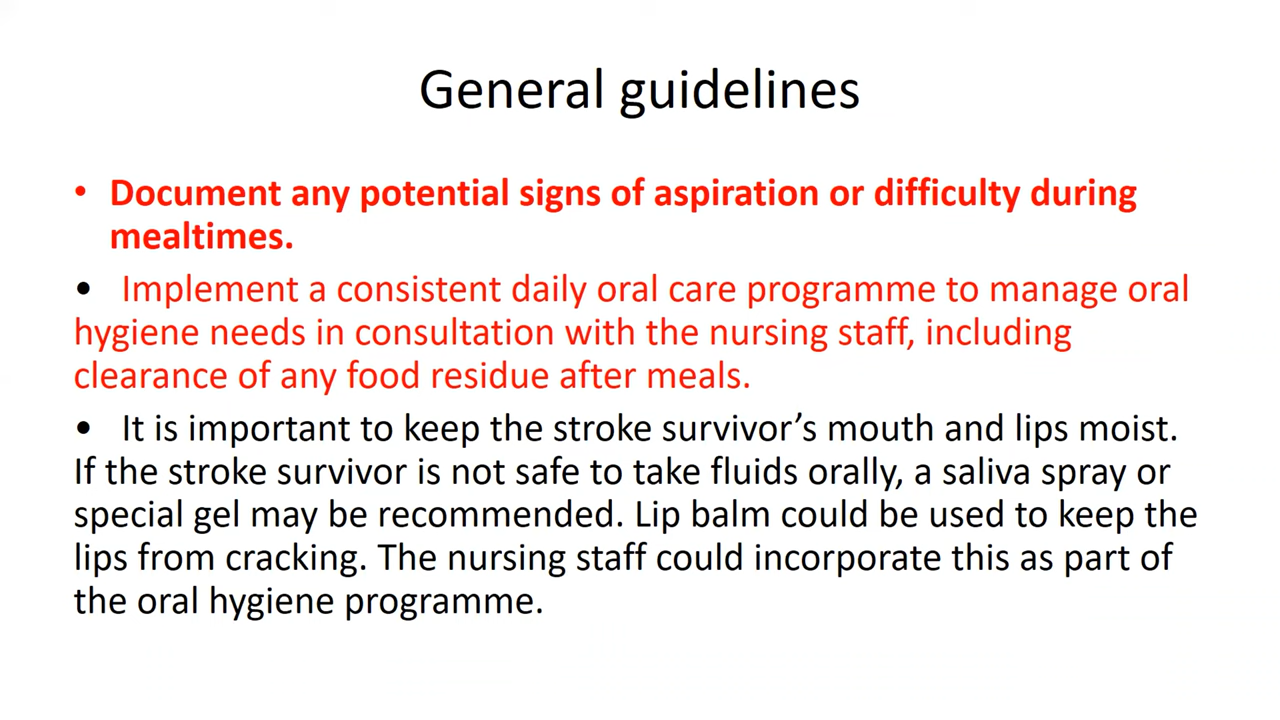 General guidelines
• Document any potential signs of aspiration or difficulty during
mealtimes.
• Implement a consistent daily oral care programme to manage oral
hygiene needs in consultation with the nursing staff, including
clearance of any food residue after meals.
• It is important to keep the stroke survivor’s mouth and lips moist.
If the stroke survivor is not safe to take fluids orally, a saliva spray or
special gel may be recommended. Lip balm could be used to keep the
lips from cracking. The nursing staff could incorporate this as part of
the oral hygiene programme.